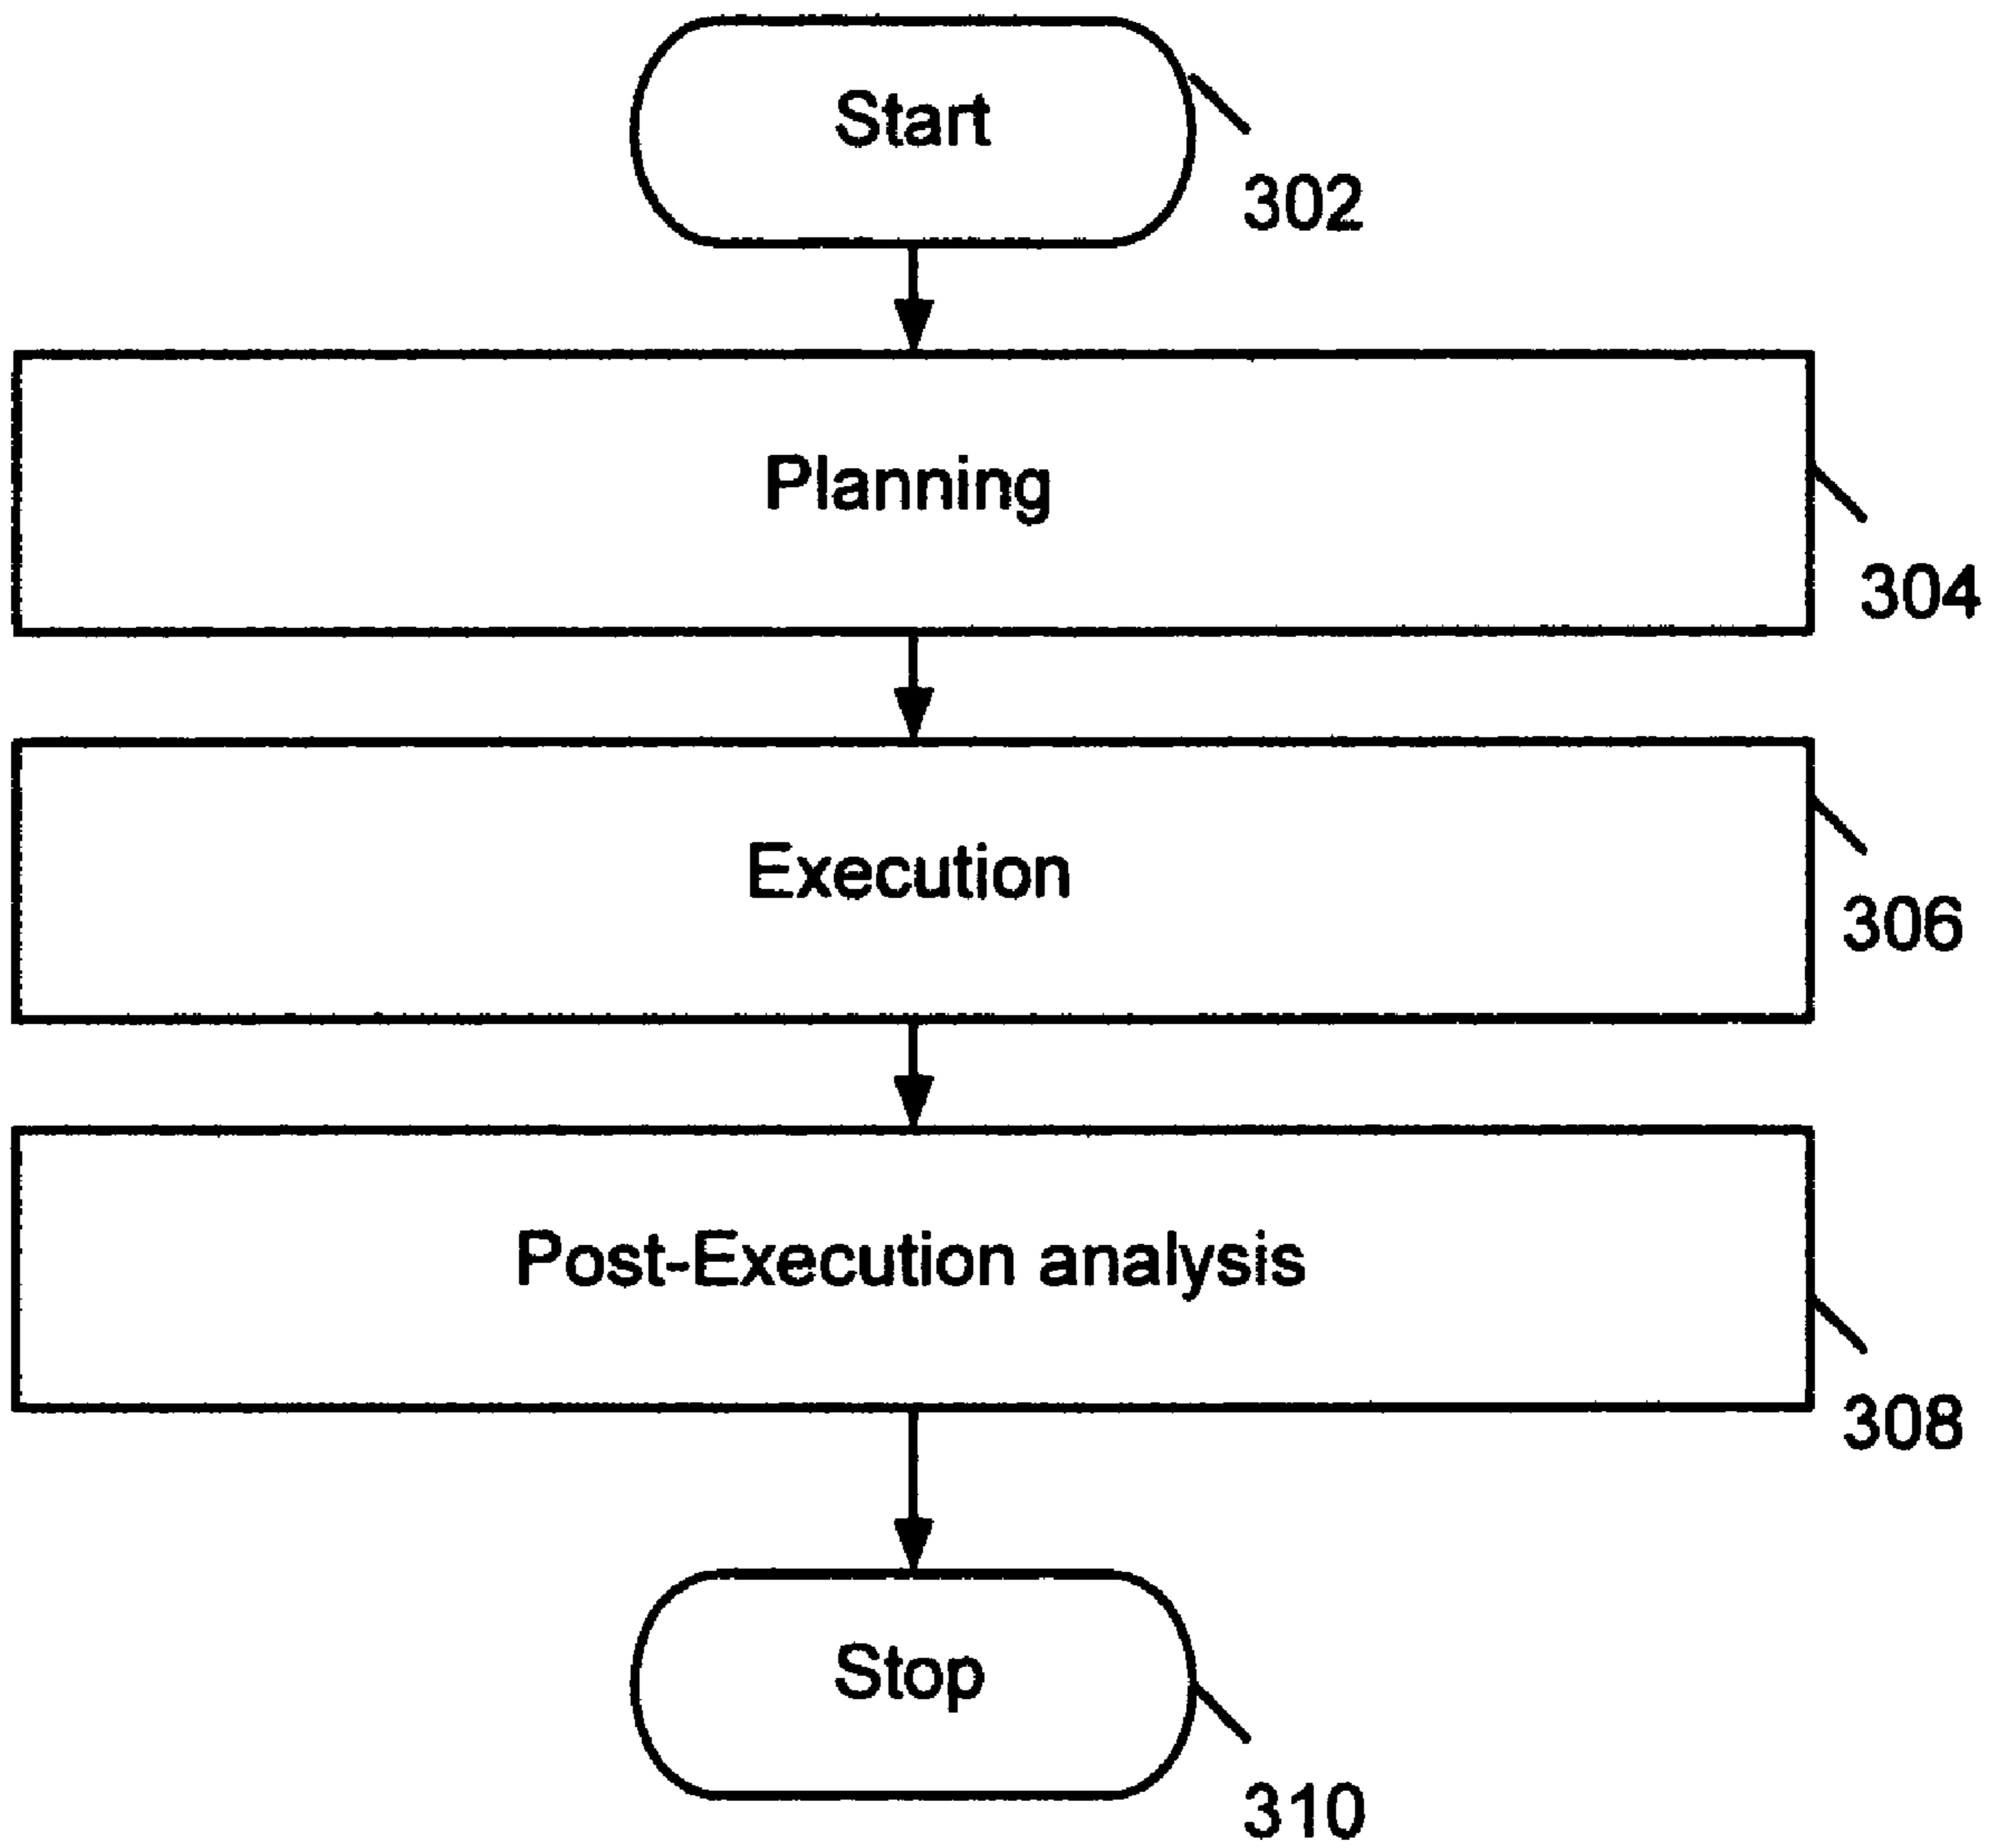 Start
302
Planning
304
Execution
306
Post-Execution analysis
308
Stop
310